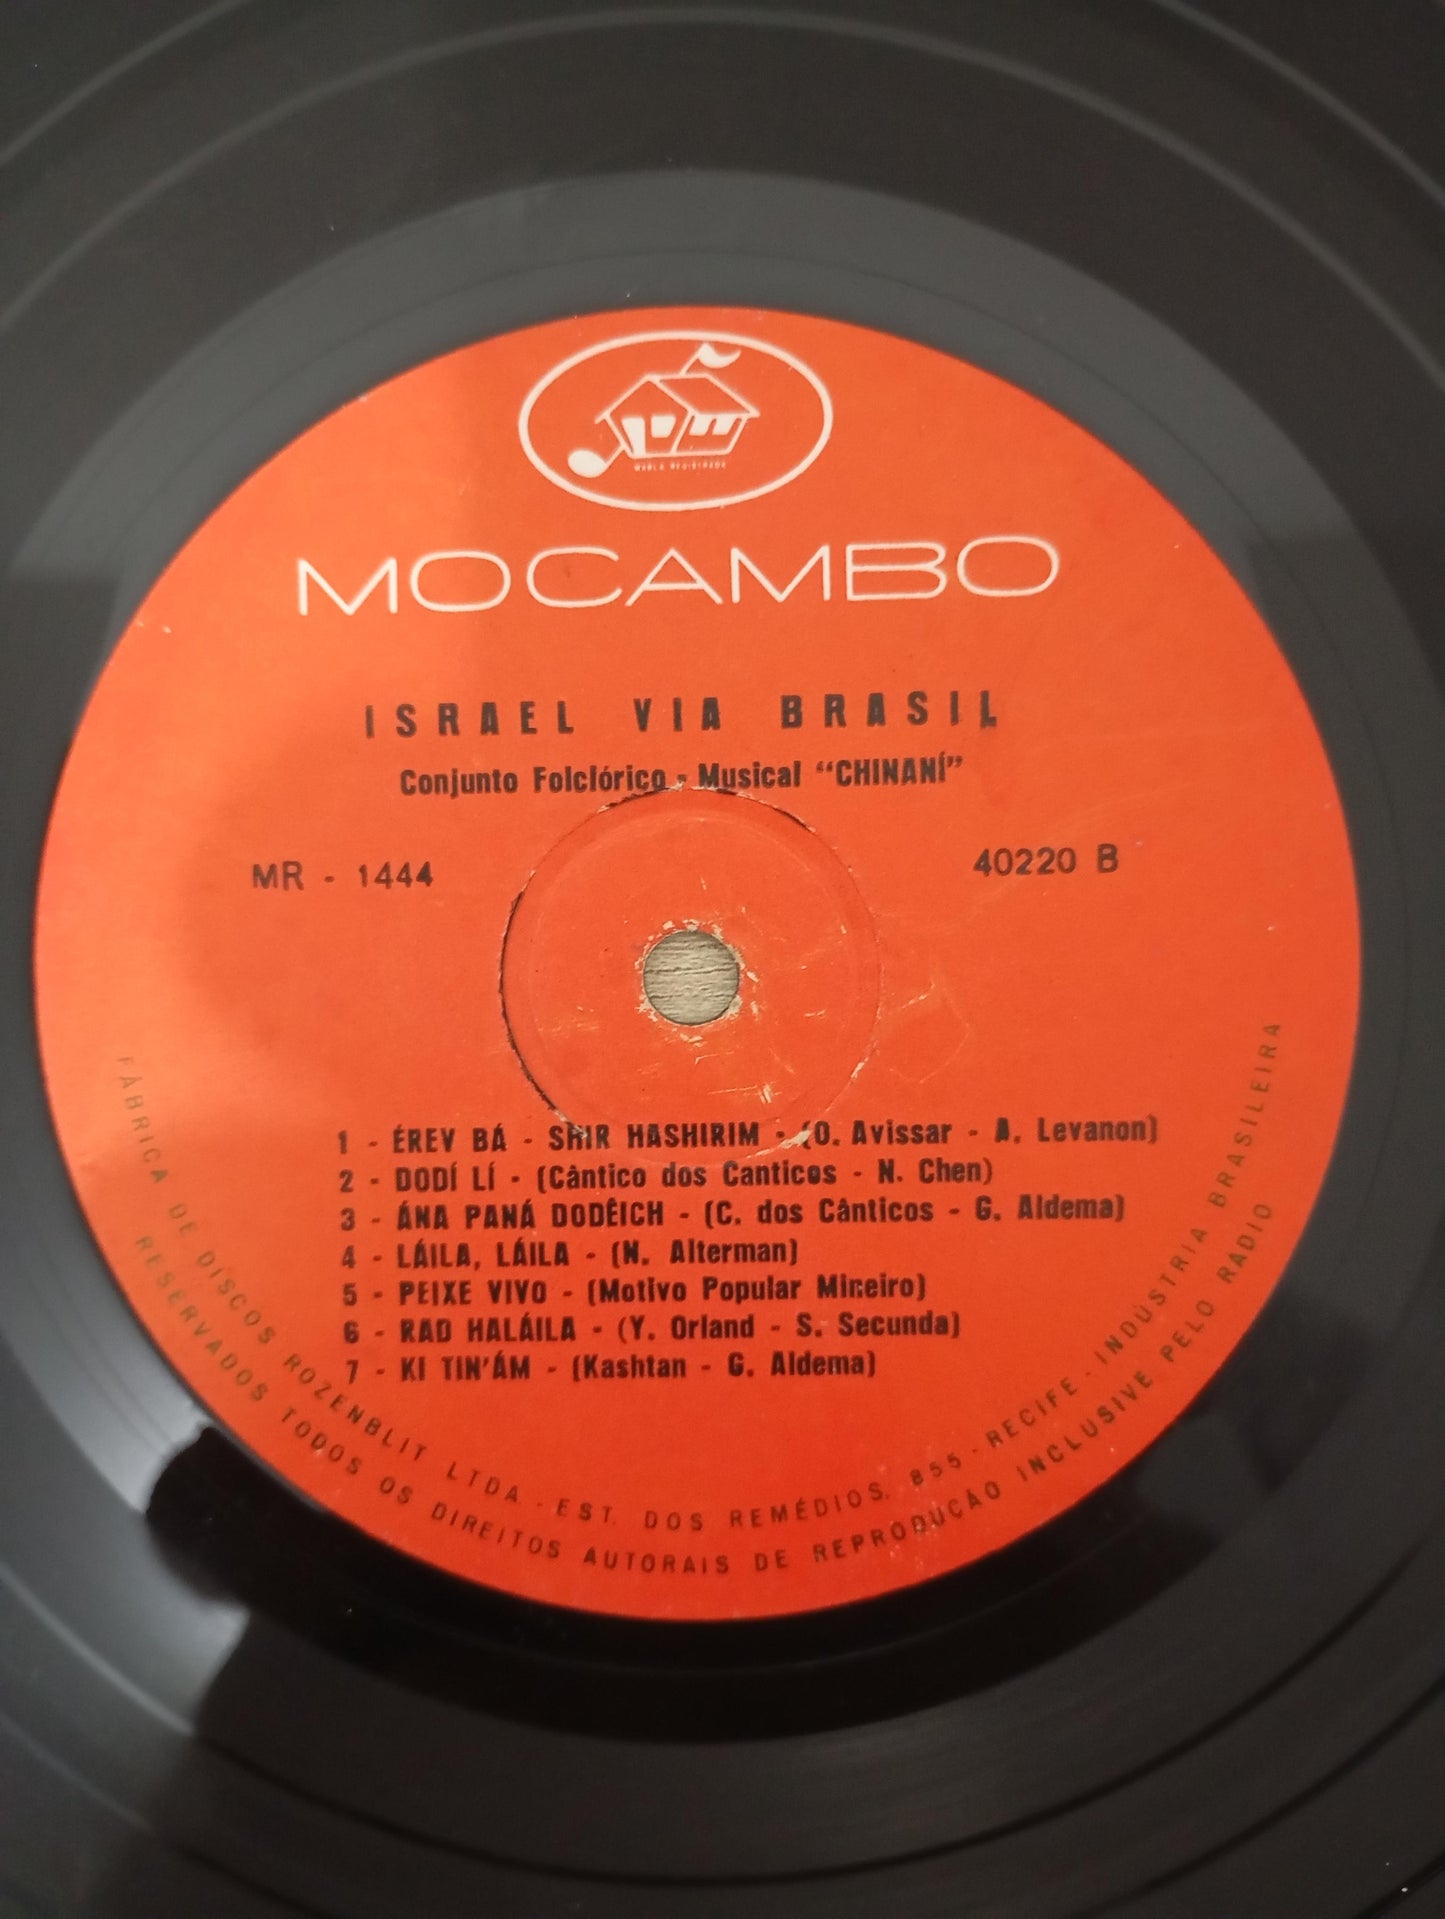 MARCA REGISTRADA
MOCAMBO
ISRAEL VIA BRASIL
Conjunto Folclórico - Musical “CHINANÍ”
MR - 1444
40220 B
1 - ÉREV BÁ - SHIR HASHIRIM - (O. Avissar - A. Levanon)
2 - DODÍ LÍ - (Cântico dos Canticos - N. Chen)
3 - ÁNA PANÁ DODÊICH - (C. dos Cânticos - G. Aldema)
4 - LÁILA, LÁILA - (N. Alterman)
5 - PEIXE VIVO - (Motivo Popular Mineiro)
6 - RAD HALÁILA - (Y. Orland - S. Secunda)
7 - KI TIN’ÁM - (Kashtan - G. Aldema)
FÁBRICA DE DISCOS ROZENBLIT LTDA - EST. DOS REMÉDIOS, 855 - RECIFE - INDÚSTRIA BRASILEIRA
RESERVADOS TODOS OS DIREITOS AUTORAIS DE REPRODUÇÃO INCLUSIVE PELO RADIO